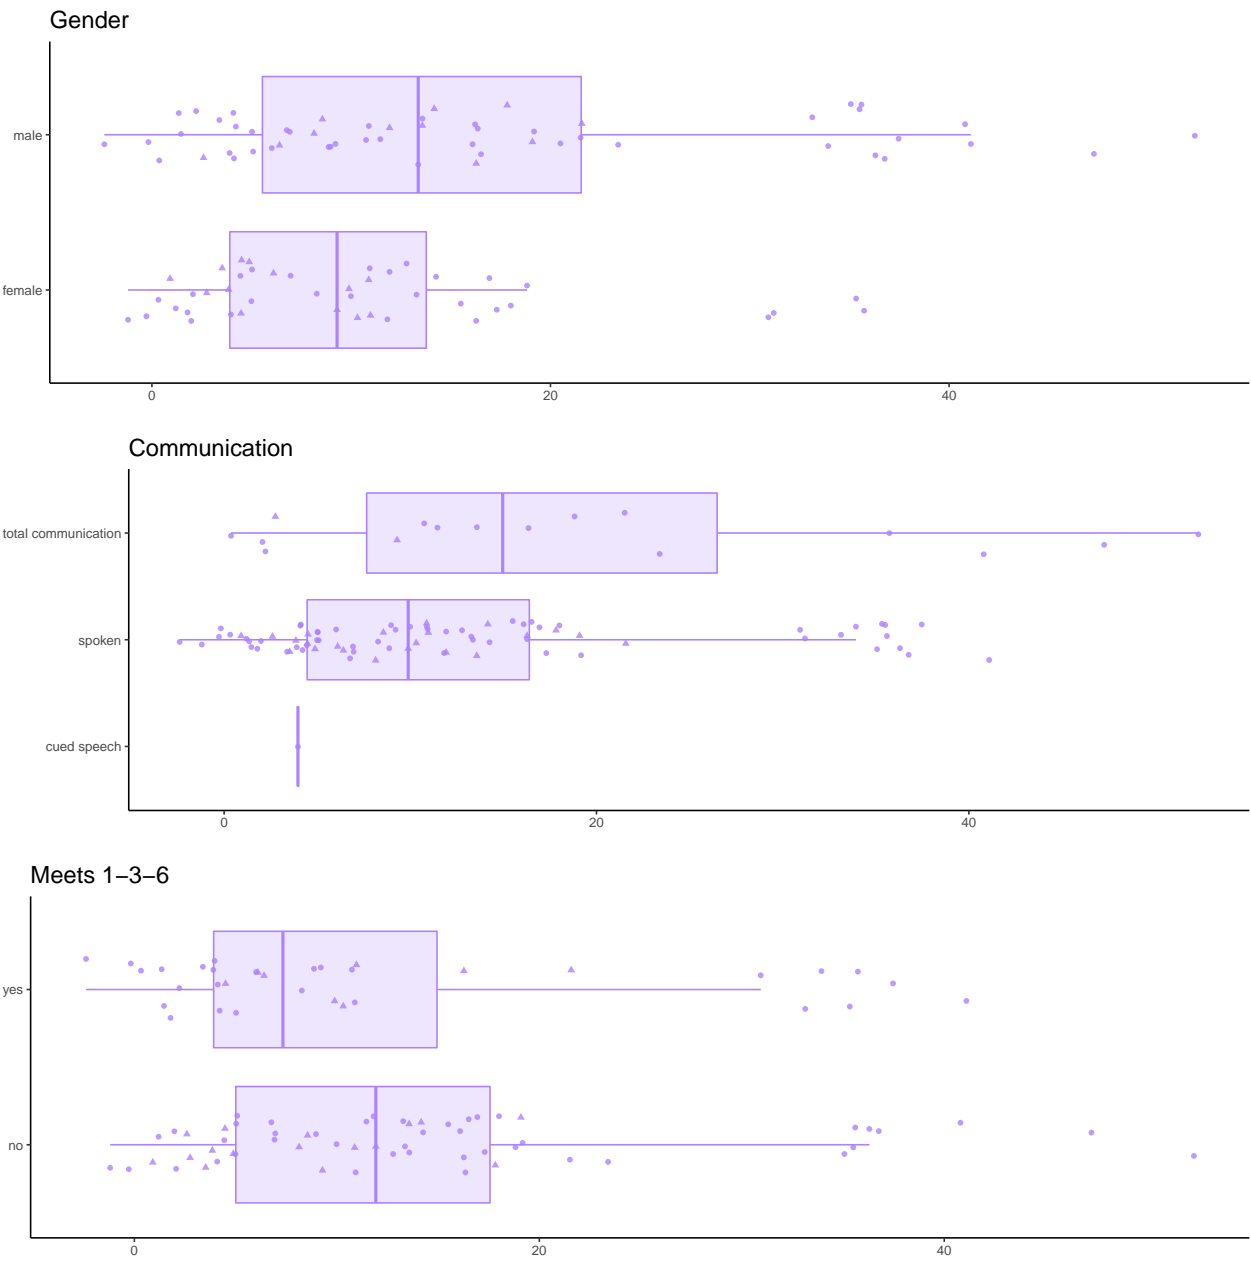 Gender
male
female
0 20 40
Communication
total communication
spoken
cued speech
0 20 40
Meets 1–3–6
yes
no
0 20 40